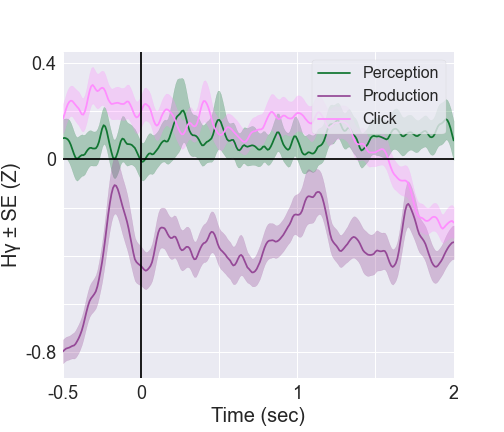 0.4
Perception
Production
Click
0
Hγ ± SE (Z)
-0.8
-0.5 0 1 2
Time (sec)